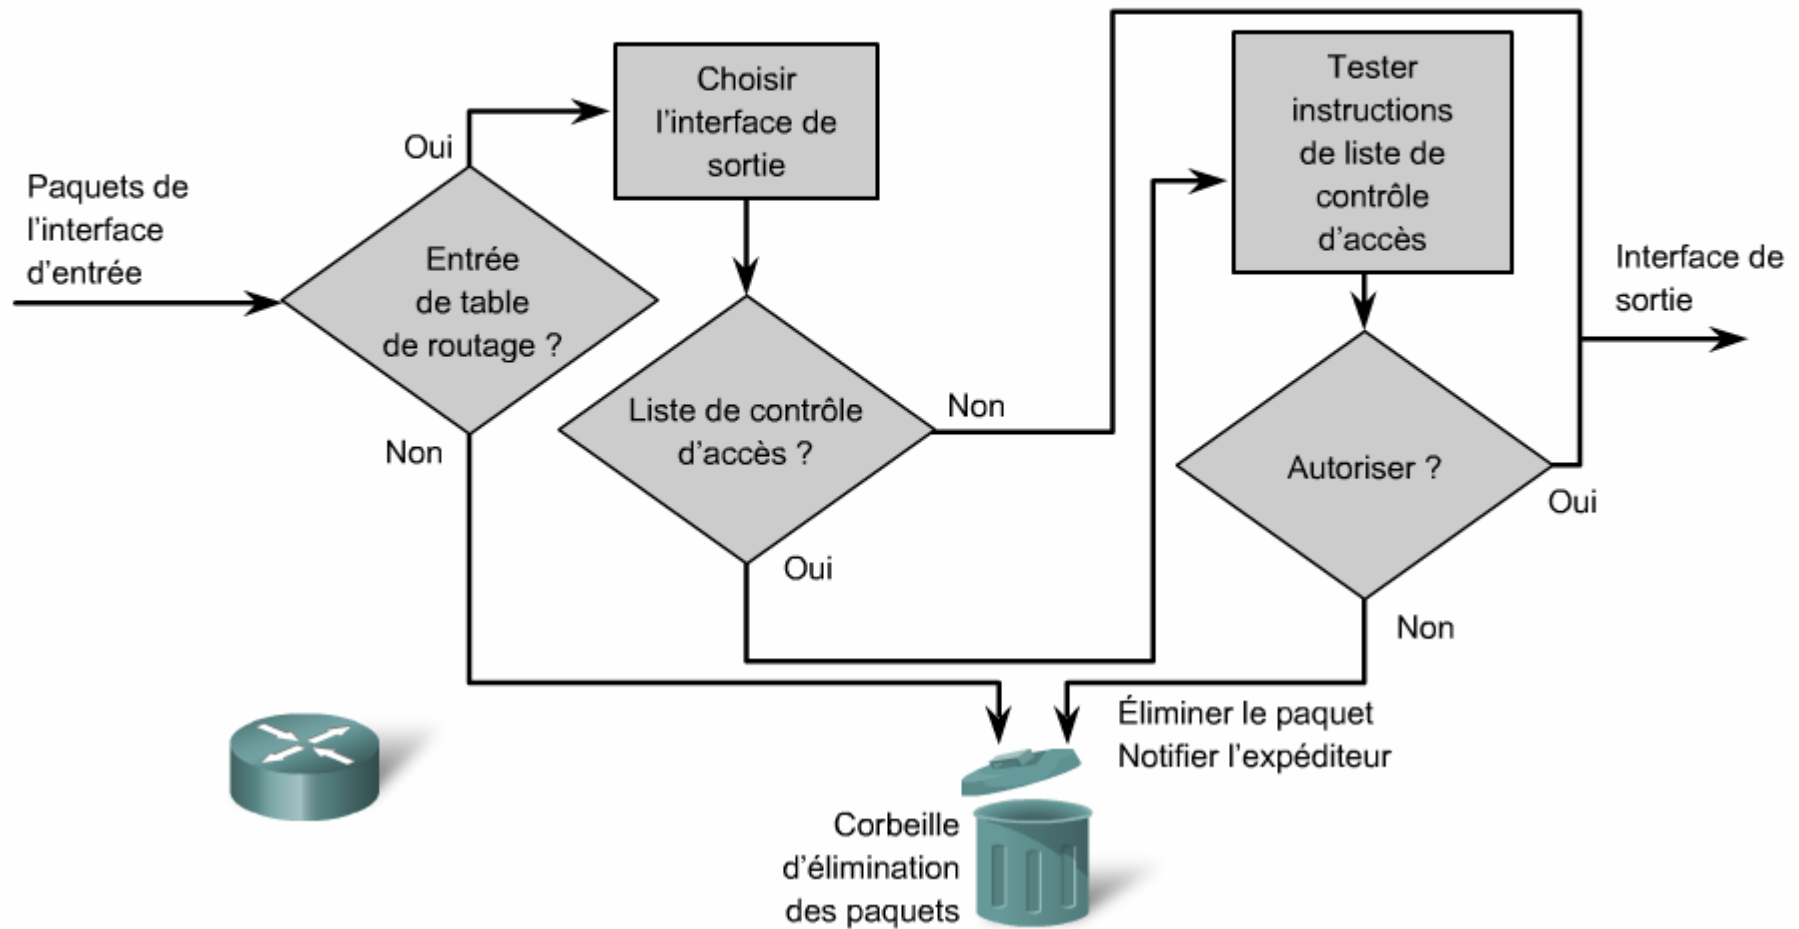 Paquets de
l'interface
d'entrée
Oui
Entrée
de table
de routage ?
Non
Choisir
l'interface de
sortie
Liste de contrôle
d'accès ?
Non
Oui
Tester
instructions
de liste de
contrôle
d'accès
Autoriser ?
Oui
Non
Interface de
sortie
Éliminer le paquet
Notifier l'expéditeur
Corbeille
d'élimination
des paquets